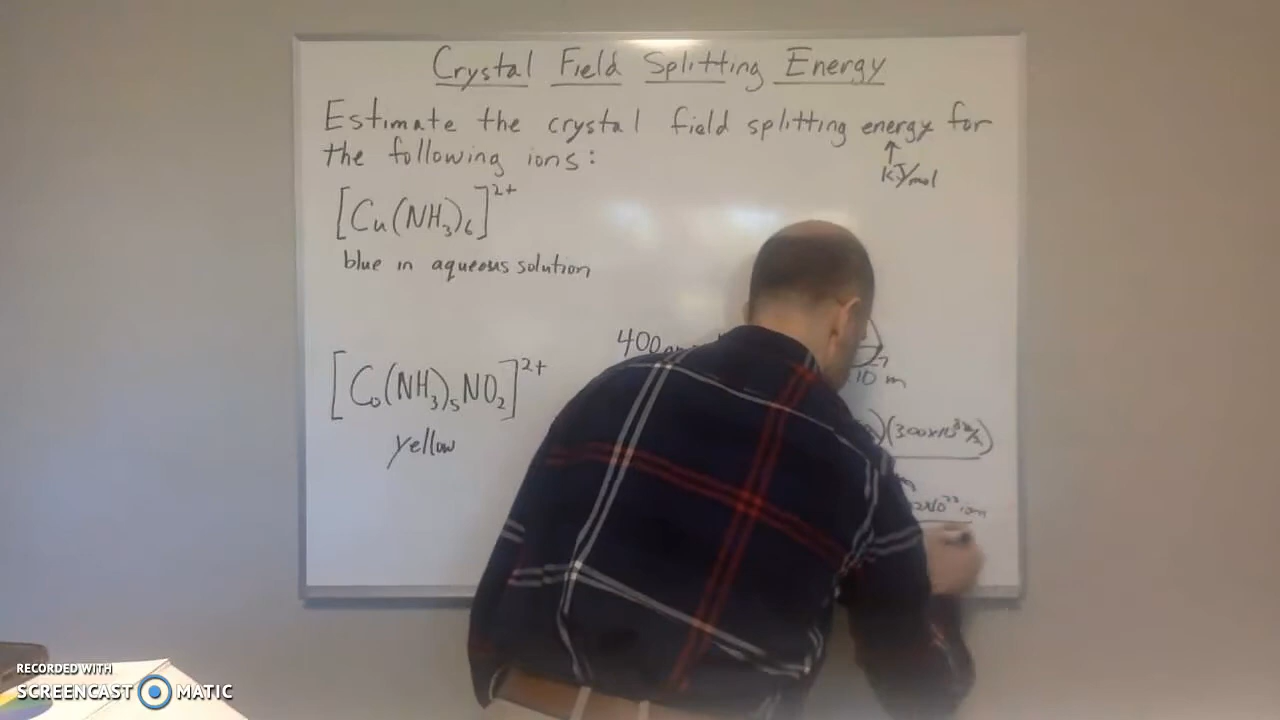 Crystal Field Splitting Energy
Estimate the crystal field splitting energy for
the following ions:
kJ/mol
[Cu(NH₃)₆]²⁺
blue in aqueous solution
400
[Co(NH₃)₅NO₂]²⁺
10 m
yellow
RECORDED WITH
SCREENCAST MATIC